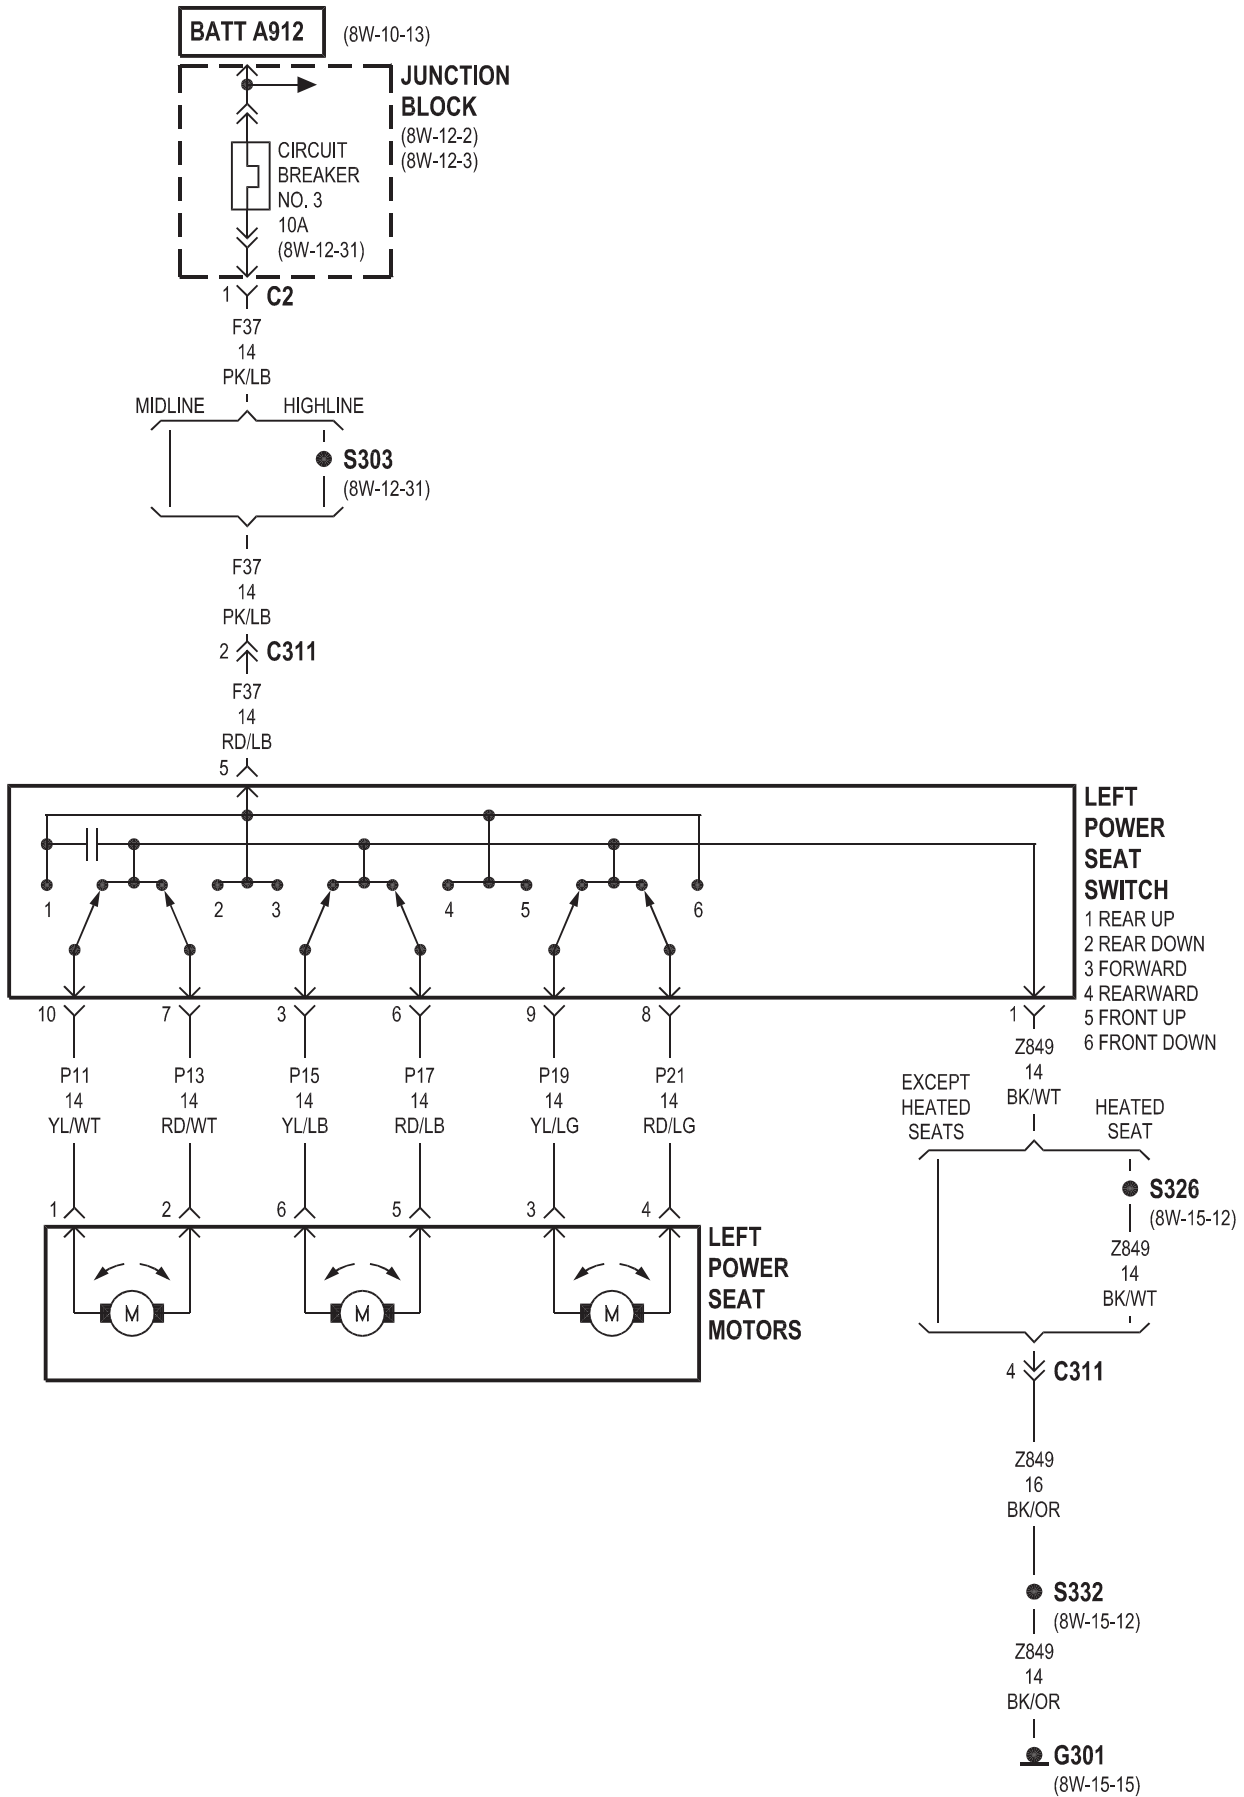 BATT A912
(8W-10-13)
JUNCTION
BLOCK
(8W-12-2)
(8W-12-3)
CIRCUIT
BREAKER
NO. 3
10A
(8W-12-31)
1
C2
F37
14
PK/LB
MIDLINE
HIGHLINE
S303
(8W-12-31)
F37
14
PK/LB
2
C311
F37
14
RD/LB
5
LEFT
POWER
SEAT
SWITCH
1 REAR UP
2 REAR DOWN
3 FORWARD
4 REARWARD
5 FRONT UP
6 FRONT DOWN
1
2
3
4
5
6
10
7
3
6
9
8
1
P11
14
YL/WT
P13
14
RD/WT
P15
14
YL/LB
P17
14
RD/LB
P19
14
YL/LG
P21
14
RD/LG
Z849
14
BK/WT
EXCEPT
HEATED
SEATS
HEATED
SEAT
S326
(8W-15-12)
Z849
14
BK/WT
1
2
6
5
3
4
LEFT
POWER
SEAT
MOTORS
M
M
M
4
C311
Z849
16
BK/OR
S332
(8W-15-12)
Z849
14
BK/OR
G301
(8W-15-15)